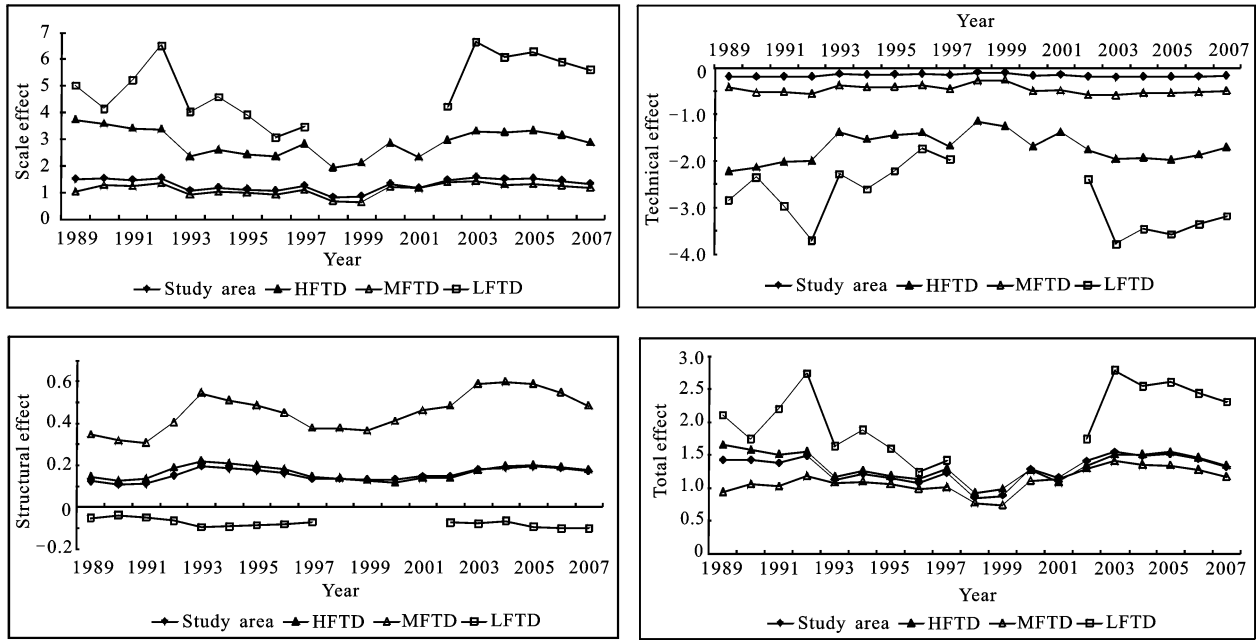 Scale effect
7
6
5
4
3
2
1
0
1989 1991 1993 1995 1997 1999 2001 2003 2005 2007
Year
Study area HFTD MFTD LFTD
Year
1989 1991 1993 1995 1997 1999 2001 2003 2005 2007
Technical effect
0
−1.0
−2.0
−3.0
−4.0
Study area HFTD MFTD LFTD
Structural effect
0.6
0.4
0.2
0
−0.2
1989 1991 1993 1995 1997 1999 2001 2003 2005 2007
Year
Study area HFTD MFTD LFTD
Total effect
3.0
2.5
2.0
1.5
1.0
0.5
0
1989 1991 1993 1995 1997 1999 2001 2003 2005 2007
Year
Study area HFTD MFTD LFTD